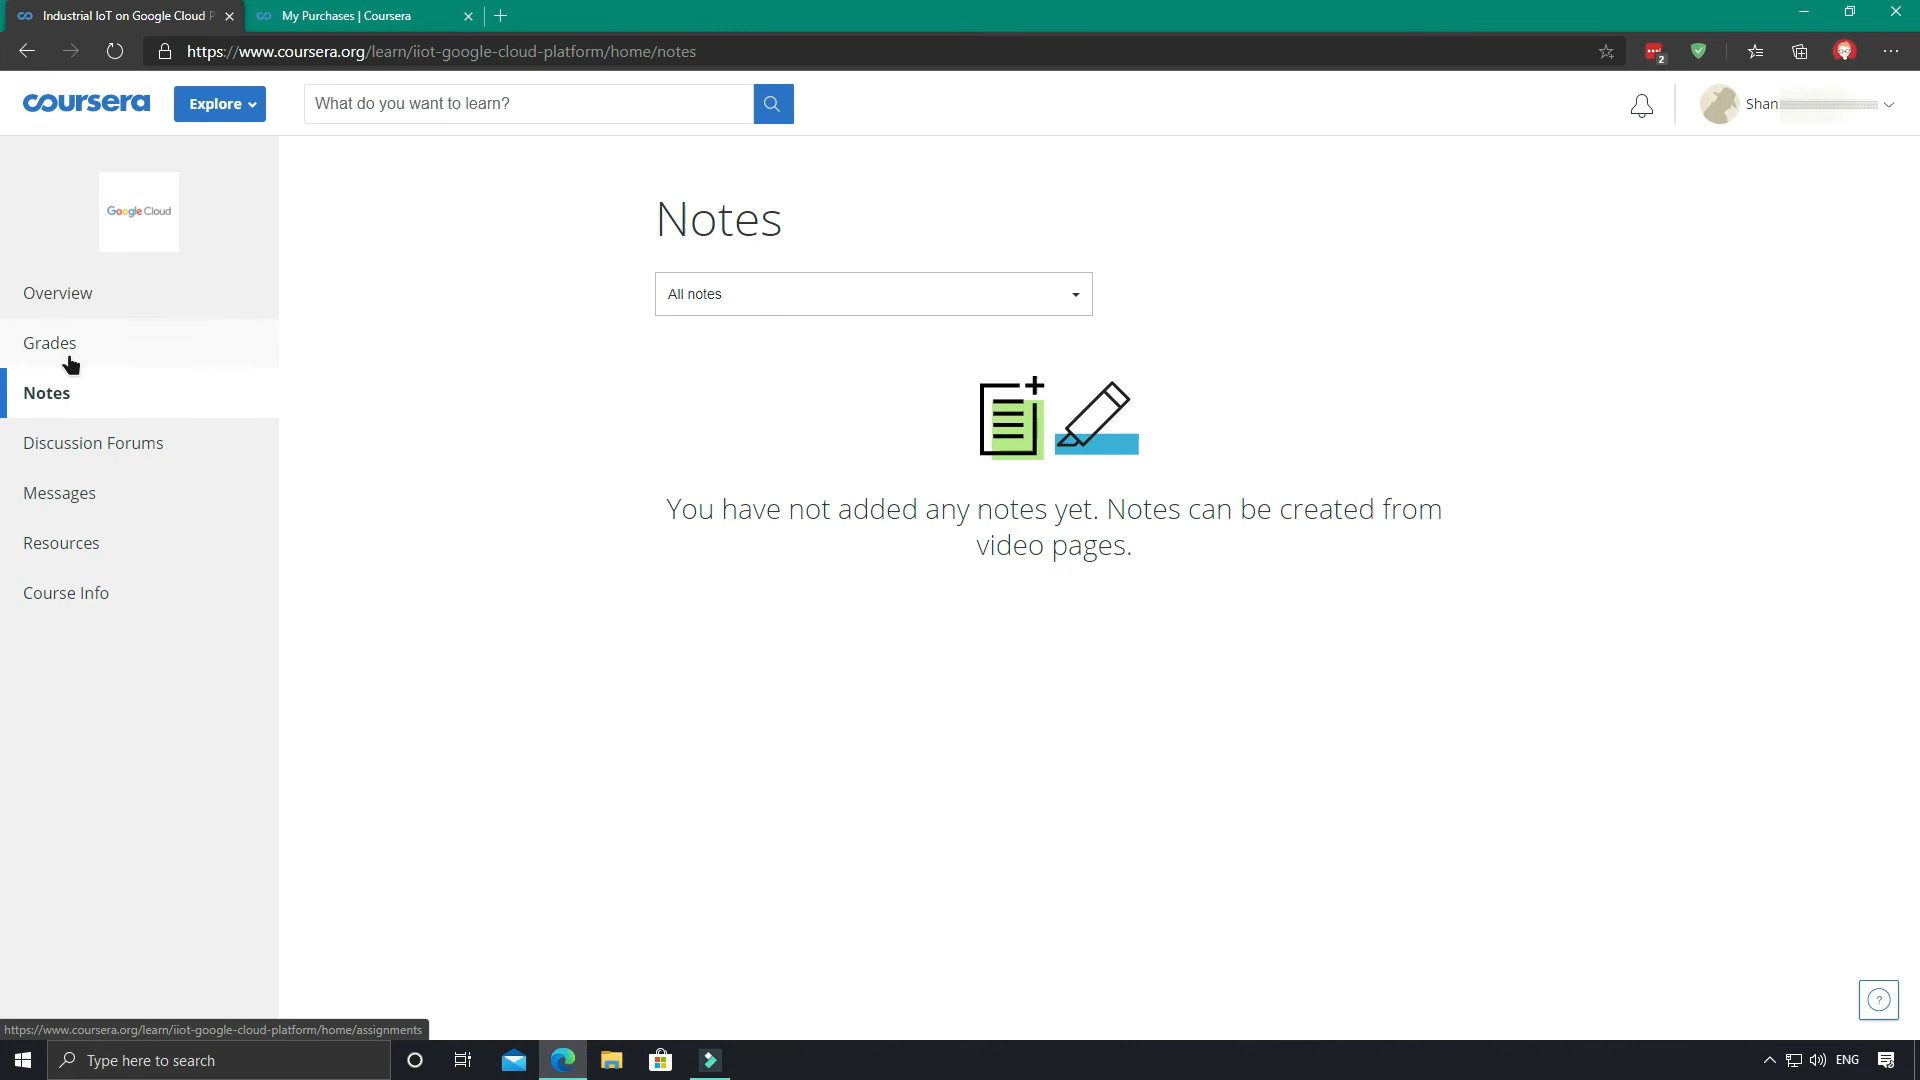 Industrial IoT on Google Cloud P
My Purchases | Coursera
https://www.coursera.org/learn/iiot-google-cloud-platform/home/notes
2
coursera
Explore
What do you want to learn?
Shan
Google Cloud
Overview
Grades
Notes
Discussion Forums
Messages
Resources
Course Info
Notes
All notes
You have not added any notes yet. Notes can be created from
video pages.
?
https://www.coursera.org/learn/iiot-google-cloud-platform/home/assignments
Type here to search
ENG